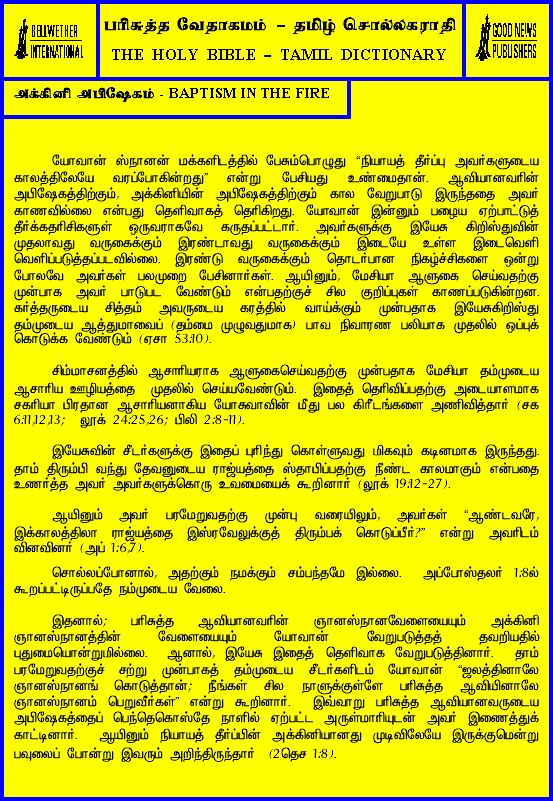 BELLWETHER
INTERNATIONAL
பரிசுத்த வேதாகமம் – தமிழ் சொல்லகராதி
THE HOLY BIBLE – TAMIL DICTIONARY
GOOD NEWS
PUBLISHERS
அக்கினி அபிஷேகம் - BAPTISM IN THE FIRE
யோவான் ஸ்நானன் மக்களிடத்தில் பேசும்பொழுது “நியாயத் தீர்ப்பு அவர்களுடைய
காலத்திலேயே வரப்போகின்றது” என்று பேசியது உண்மைதான். ஆவியானவரின்
அபிஷேகத்திற்கும், அக்கினியின் அபிஷேகத்திற்கும் கால வேறுபாடு இருந்ததை அவர்
காணவில்லை என்பது தெளிவாகத் தெரிகிறது. யோவான் இன்னும் பழைய ஏற்பாட்டுத்
தீர்க்கதரிசிகளுள் ஒருவராகவே கருதப்பட்டார். அவர்களுக்கு இயேசு கிறிஸ்துவின்
முதலாவது வருகைக்கும் இரண்டாவது வருகைக்கும் இடையே உள்ள இடைவெளி
வெளிப்படுத்தப்படவில்லை. இரண்டு வருகைக்கும் தொடர்பான நிகழ்ச்சிகளை ஒன்று
போலவே அவர்கள் பலமுறை பேசினார்கள். ஆயினும், மேசியா ஆளுகை செய்வதற்கு
முன்பாக அவர் பாடுபட வேண்டும் என்பதற்குச் சில குறிப்புகள் காணப்படுகின்றன.
கர்த்தருடைய சித்தம் அவருடைய கரத்தில் வாய்க்கும் முன்பதாக இயேசுகிறிஸ்து
தம்முடைய ஆத்துமாவைப் (தம்மை முழுவதுமாக) பாவ நிவாரண பலியாக முதலில் ஒப்புக்
கொடுக்க வேண்டும் (ஏசா 53:10).
சிம்மாசனத்தில் ஆசாரியராக ஆளுகைசெய்வதற்கு முன்பதாக மேசியா தம்முடைய
ஆசாரிய ஊழியத்தை முதலில் செய்யவேண்டும். இதைத் தெரிவிப்பதற்கு அடையாளமாக
சகரியா பிரதான ஆசாரியனாகிய யோசுவாவின் மீது பல கிரீடங்களை அணிவித்தார் (சக
6:11,12,13; லூக் 24:25,26; பிலி 2:8-11).
இயேசுவின் சீடர்களுக்கு இதைப் புரிந்து கொள்ளுவது மிகவும் கடினமாக இருந்தது.
தாம் திரும்பி வந்து தேவனுடைய ராஜ்யத்தை ஸ்தாபிப்பதற்கு நீண்ட காலமாகும் என்பதை
உணர்த்த அவர் அவர்களுக்கொரு உவமையைக் கூறினார் (லூக் 19:12-27).
ஆயினும் அவர் பரமேறுவதற்கு முன்பு வரையிலும், அவர்கள் “ஆண்டவரே,
இக்காலத்திலா ராஜ்யத்தை இஸ்ரவேலுக்குத் திரும்பக் கொடுப்பீர்?” என்று அவரிடம்
வினவினர் (அப் 1:6,7).
சொல்லப்போனால், அதற்கும் நமக்கும் சம்பந்தமே இல்லை. அப்போஸ்தலர் 1:8ல்
கூறப்பட்டிருப்பதே நம்முடைய வேலை.
இதனால்; பரிசுத்த ஆவியானவரின் ஞானஸ்நானவேளையையும் அக்கினி
ஞானஸ்நானத்தின் வேளையையும் யோவான் வேறுபடுத்தத் தவறியதில்
புதுமையொன்றுமில்லை. ஆனால், இயேசு இதைத் தெளிவாக வேறுபடுத்தினார். தாம்
பரமேறுவதற்குச் சற்று முன்பாகத் தம்முடைய சீடர்களிடம் யோவான் “ஜலத்தினாலே
ஞானஸ்நானங் கொடுத்தான்; நீங்கள் சில நாளுக்குள்ளே பரிசுத்த ஆவியினாலே
ஞானஸ்நானம் பெறுவீர்கள்” என்று கூறினார். இவ்வாறு பரிசுத்த ஆவியானவருடைய
அபிஷேகத்தைப் பெந்தெகொஸ்தே நாளில் ஏற்பட்ட அருள்மாரியுடன் அவர் இணைத்துக்
காட்டினார். ஆயினும் நியாயத் தீர்ப்பின் அக்கினியானது முடிவிலேயே இருக்குமென்று
பவுலைப் போன்று இவரும் அறிந்திருந்தார் (2தெச 1:8).